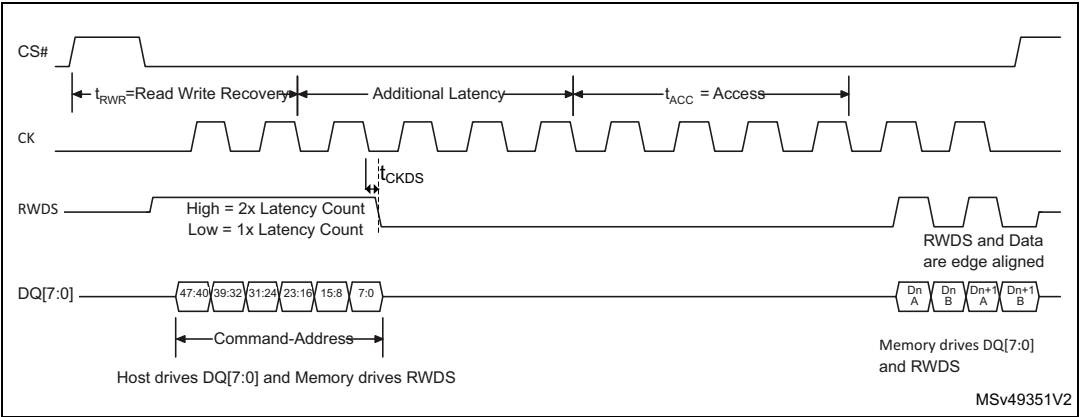 CS#
tRWR=Read Write Recovery Additional Latency tACC = Access
CK
tCKDS
RWDS High = 2x Latency Count
Low = 1x Latency Count
RWDS and Data
are edge aligned
DQ[7:0] 47:40 39:32 31:24 23:16 15:8 7:0 Dn A Dn B Dn+1 A Dn+1 B
Command-Address
Memory drives DQ[7:0]
and RWDS
Host drives DQ[7:0] and Memory drives RWDS
MSv49351V2